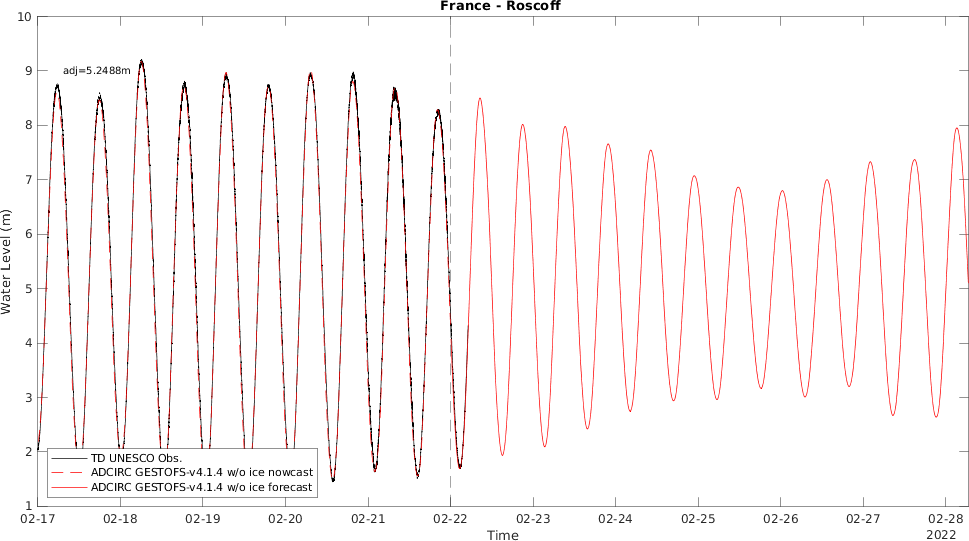 France - Roscoff
10
9
8
7
6
5
4
3
2
1
Water Level (m)
adj=5.2488m
TD UNESCO Obs.
ADCIRC GESTOFS-v4.1.4 w/o ice nowcast
ADCIRC GESTOFS-v4.1.4 w/o ice forecast
02-17 02-18 02-19 02-20 02-21 02-22 02-23 02-24 02-25 02-26 02-27 02-28
Time
2022